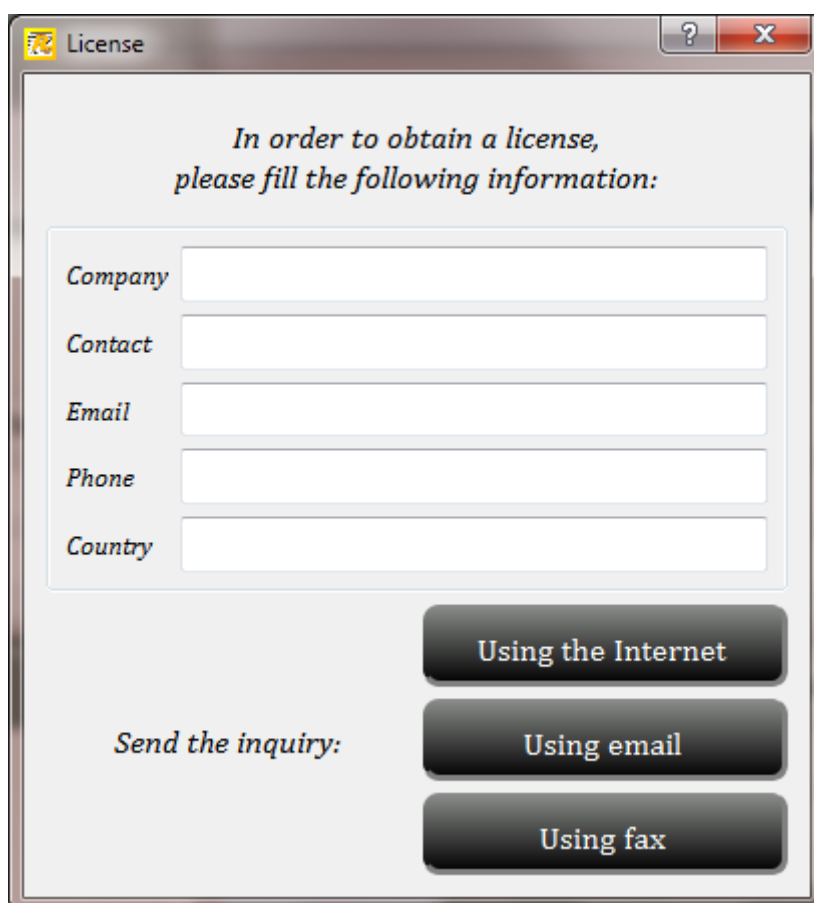 License
In order to obtain a license,
please fill the following information:
Company
Contact
Email
Phone
Country
Using the Internet
Send the inquiry:
Using email
Using fax